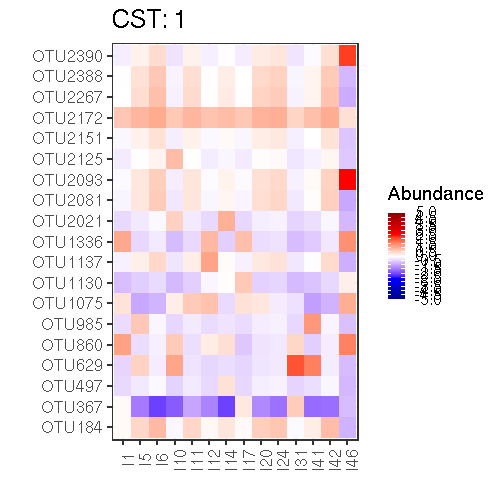 CST: 1
OTU2390
OTU2388
OTU2267
OTU2172
OTU2151
OTU2125
OTU2093
OTU2081
OTU2021
OTU1336
OTU1137
OTU1130
OTU1075
OTU985
OTU860
OTU629
OTU497
OTU367
OTU184
I1
I5
I6
I10
I11
I12
I14
I17
I20
I24
I31
I41
I42
I46
Abundance